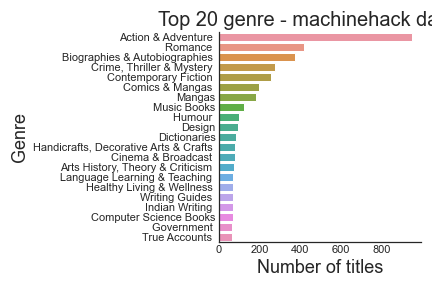 Top 20 genre - machinehack da
Action & Adventure
Romance
Biographies & Autobiographies
Crime, Thriller & Mystery
Contemporary Fiction
Comics & Mangas
Mangas
Music Books
Humour
Design
Dictionaries
Handicrafts, Decorative Arts & Crafts
Cinema & Broadcast
Arts History, Theory & Criticism
Language Learning & Teaching
Healthy Living & Wellness
Writing Guides
Indian Writing
Computer Science Books
Government
True Accounts
Genre
0 200 400 600 800
Number of titles